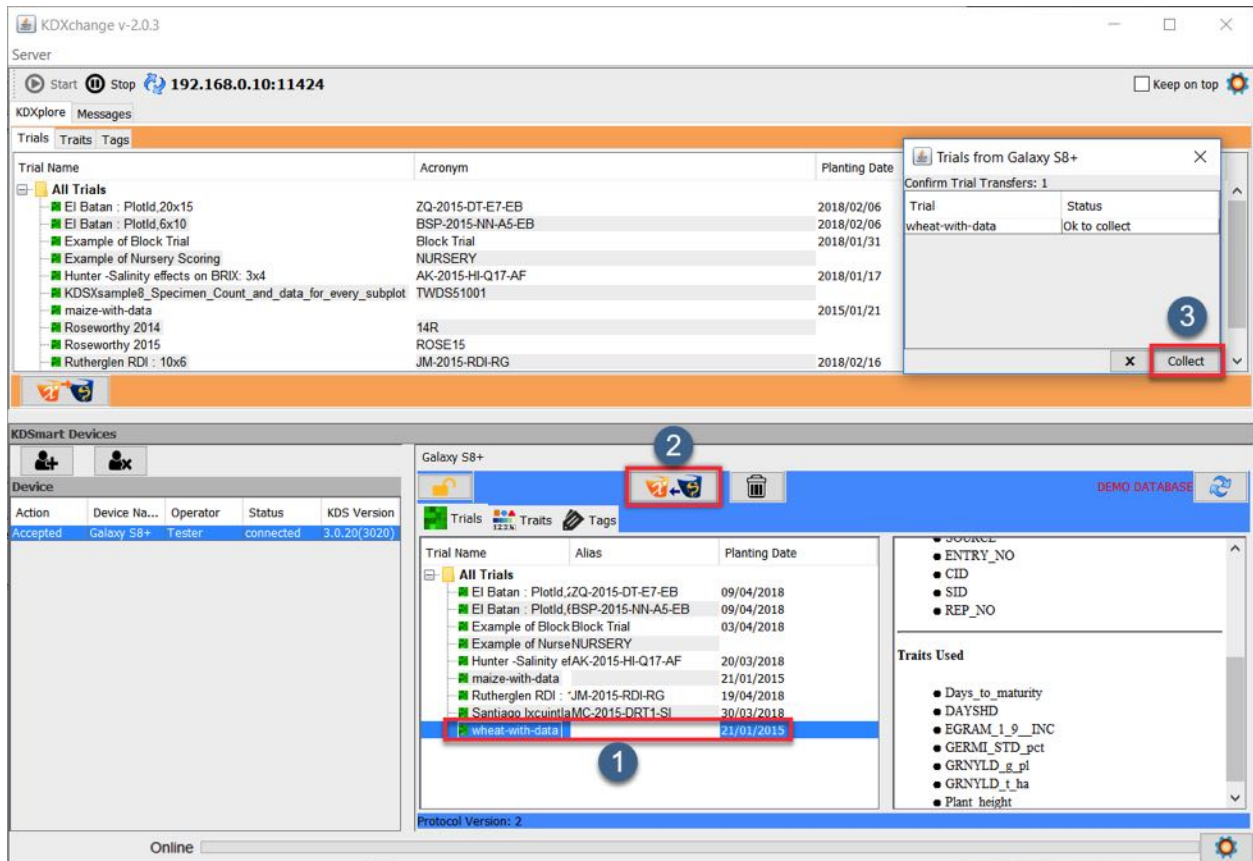 KDXchange v-2.0.3
Server
Start Stop 192.168.0.10:11424 Keep on top
KDXplore Messages
Trials Traits Tags
Trial Name Acronym Planting Date
All Trials
El Batan : PlotId,20x15 ZQ-2015-DT-E7-EB 2018/02/06
El Batan : PlotId,6x10 BSP-2015-NN-A5-EB 2018/02/06
Example of Block Trial Block Trial 2018/01/31
Example of Nursery Scoring NURSERY
Hunter -Salinity effects on BRIX: 3x4 AK-2015-HI-Q17-AF 2018/01/17
KDSXsample8_Specimen_Count_and_data_for_every_subplot TWDS51001
maize-with-data 2015/01/21
Roseworthy 2014 14R
Roseworthy 2015 ROSE15
Rutherglen RDI : 10x6 JM-2015-RDI-RG 2018/02/16
Trials from Galaxy S8+
Confirm Trial Transfers: 1
Trial Status
wheat-with-data Ok to collect
3
x Collect
KDSmart Devices
Device
Action Device Na... Operator Status KDS Version
Accepted Galaxy S8+ Tester connected 3.0.20(3020)
Galaxy S8+
2
DEMO DATABASE
Trials Traits Tags
Trial Name Alias Planting Date
All Trials
El Batan : PlotId, ZQ-2015-DT-E7-EB 09/04/2018
El Batan : PlotId, BSP-2015-NN-A5-EB 09/04/2018
Example of Block Block Trial 03/04/2018
Example of Nurse NURSERY
Hunter -Salinity ef AK-2015-HI-Q17-AF 20/03/2018
maize-with-data 21/01/2015
Rutherglen RDI : JM-2015-RDI-RG 19/04/2018
Santiago Ixcuintla MC-2015-DRT1-SI 30/03/2018
wheat-with-data 21/01/2015
1
SOURCE
ENTRY_NO
CID
SID
REP_NO
Traits Used
Days_to_maturity
DAYSHD
EGRAM_1_9__INC
GERMI_STD_pct
GRNYLD_g_pl
GRNYLD_t_ha
Plant_height
Protocol Version: 2
Online